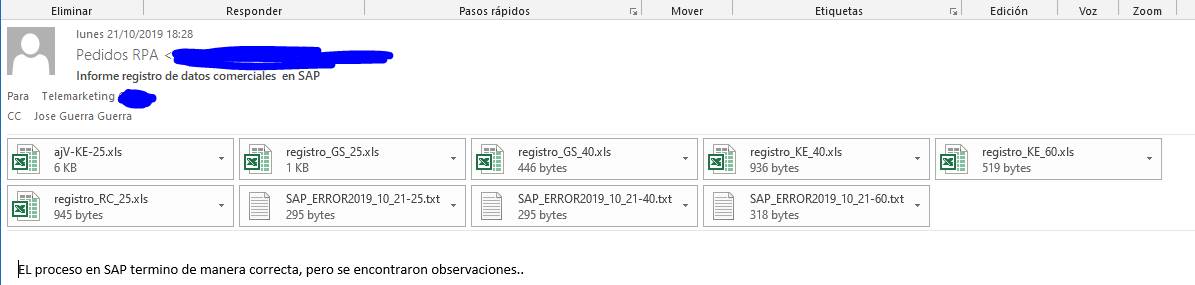 Eliminar Responder Pasos rápidos Mover Etiquetas Edición Voz Zoom
lunes 21/10/2019 18:28
Pedidos RPA <
Informe registro de datos comerciales en SAP
Para Telemarketing
CC Jose Guerra Guerra
ajV-KE-25.xls registro_GS_25.xls registro_GS_40.xls registro_KE_40.xls registro_KE_60.xls
6 KB 1 KB 446 bytes 936 bytes 519 bytes
registro_RC_25.xls SAP_ERROR2019_10_21-25.txt SAP_ERROR2019_10_21-40.txt SAP_ERROR2019_10_21-60.txt
945 bytes 295 bytes 295 bytes 318 bytes
EL proceso en SAP termino de manera correcta, pero se encontraron observaciones..